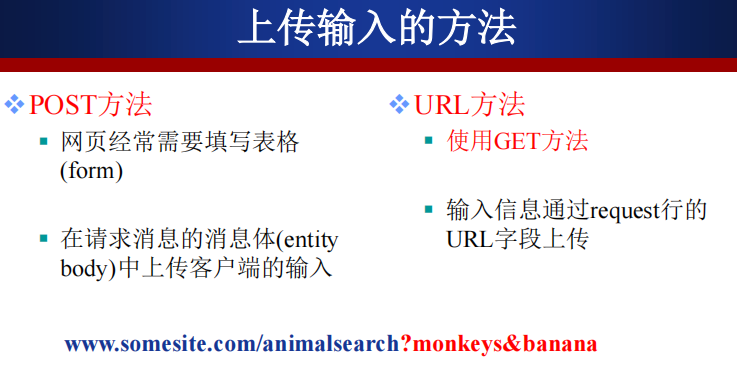 上传输入的方法
POST方法
网页经常需要填写表格
(form)
在请求消息的消息体(entity
body)中上传客户端的输入
URL方法
使用GET方法
输入信息通过request行的
URL字段上传
www.somesite.com/animalsearch?monkeys&banana